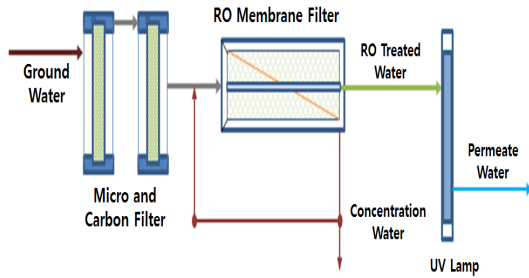 RO Membrane Filter
Ground
Water
RO Treated
Water
Permeate
Water
Micro and
Carbon Filter
Concentration
Water
UV Lamp